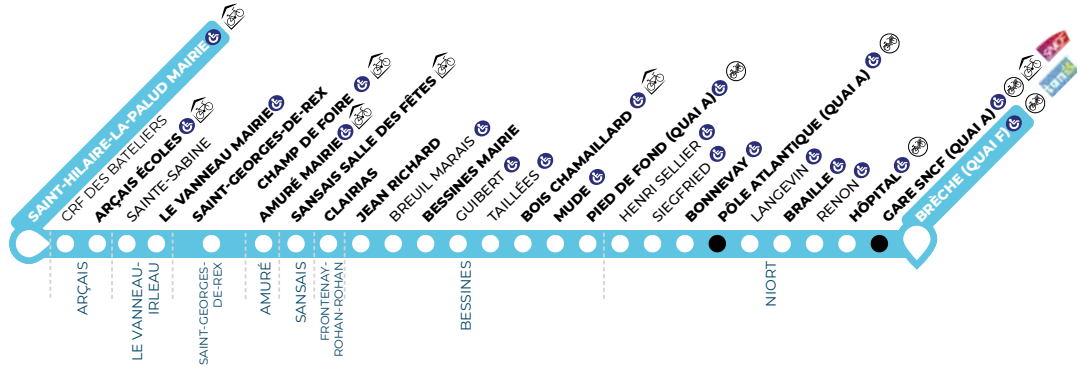 SAINT-HILAIRE-LA-PALUD MAIRIE
CRF DES BATELIERS
ARÇAIS ÉCOLES
SAINTE-SABINE
LE VANNEAU MAIRIE
SAINT-GEORGES-DE-REX
CHAMP DE FOIRE
AMURÉ MAIRIE
SANSAIS SALLE DES FÊTES
CLAIRIAS
JEAN RICHARD
BREUIL MARAIS
BESSINES MAIRIE
GUIBERT
TAILLÉES
BOIS CHAMAILLARD
MUDE
PIED DE FOND (QUAI A)
HENRI SELLIER
SIEGFRIED
BONNEVAY
PÔLE ATLANTIQUE (QUAI A)
LANGEVIN
BRAILLE
RENON
HÔPITAL
GARE SNCF (QUAI A)
BRÈCHE (QUAI F)
SNCF
tanlib
ARÇAIS
LE VANNEAU-
IRLEAU
SAINT-GEORGES-
DE-REX
AMURÉ
SANSAIS
FRONTENAY-
ROHAN-ROHAN
BESSINES
NIORT